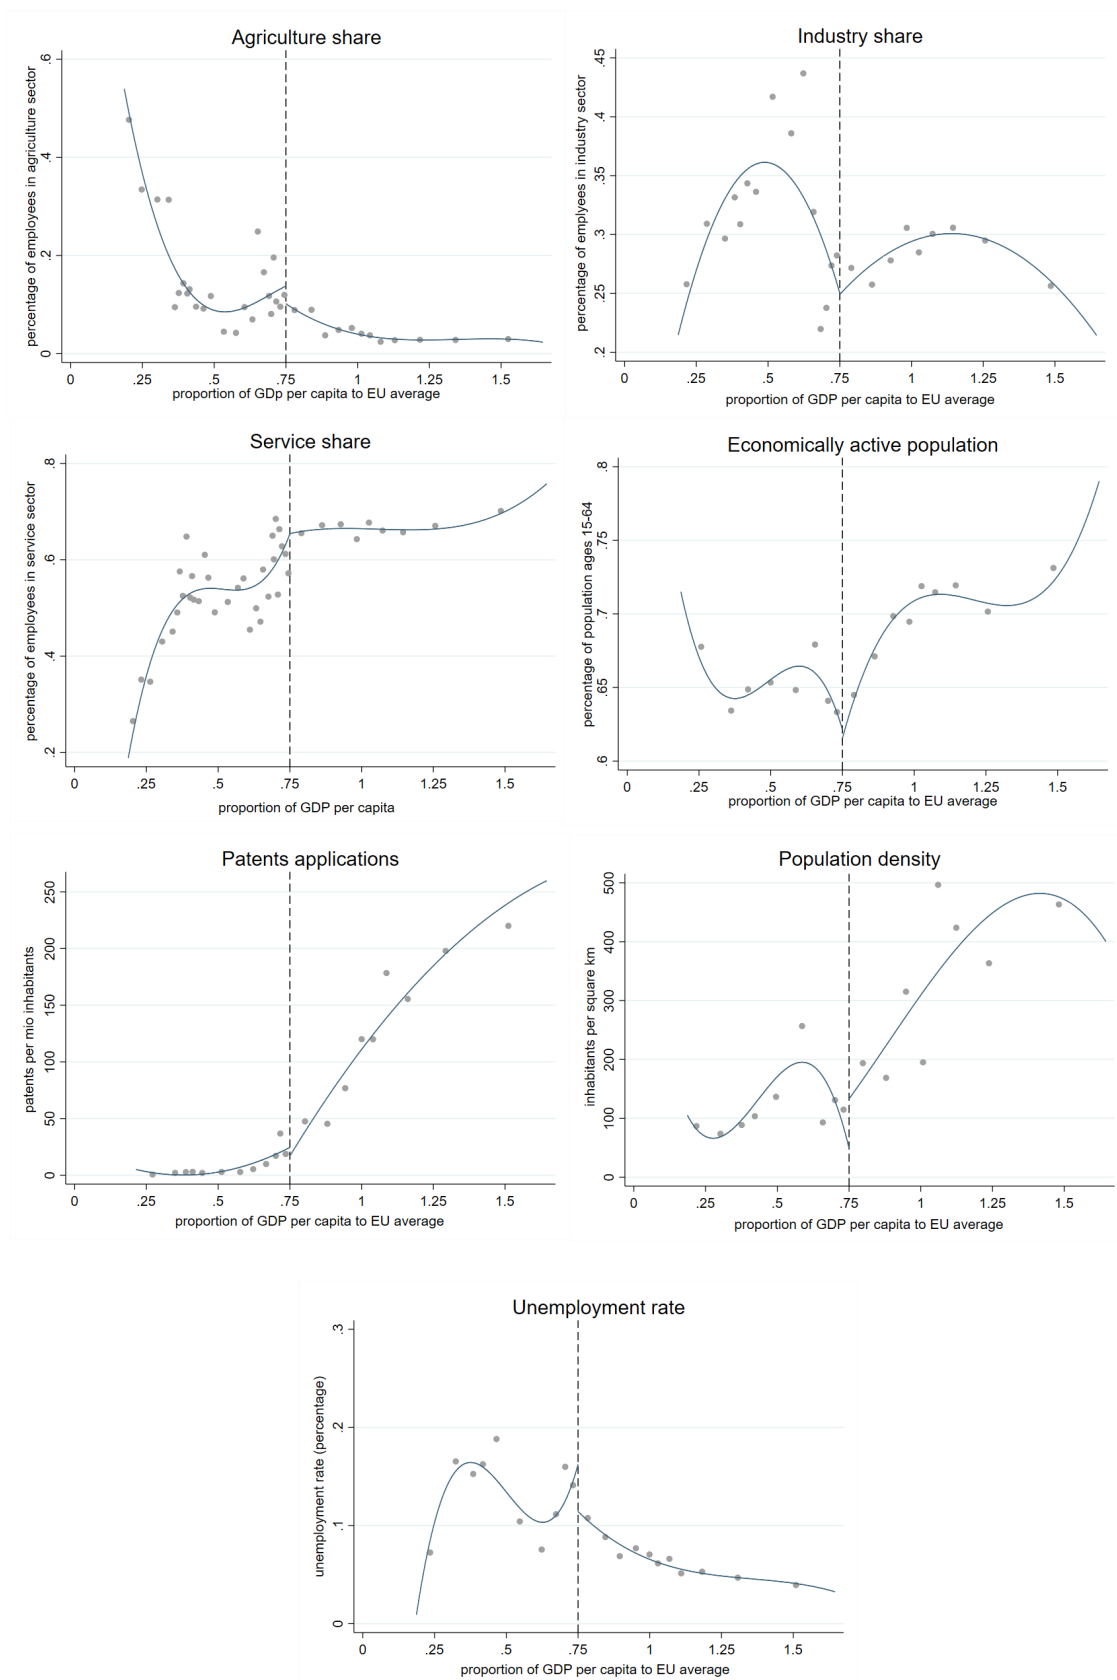 Agriculture share
percentage of employees in agriculture sector
.6
.4
.2
0
0 .25 .5 .75 1 1.25 1.5
proportion of GDp per capita to EU average
Industry share
percentage of emplyees in industry sector
.45
.4
.35
.3
.25
.2
0 .25 .5 .75 1 1.25 1.5
proportion of GDP per capita to EU average
Service share
percentage of employees in service sector
.8
.6
.4
.2
0 .25 .5 .75 1 1.25 1.5
proportion of GDP per capita
Economically active population
percentage of population ages 15-64
.8
.75
.7
.65
.6
0 .25 .5 .75 1 1.25 1.5
proportion of GDP per capita to EU average
Patents applications
patents per mio inhabitants
250
200
150
100
50
0
0 .25 .5 .75 1 1.25 1.5
proportion of GDP per capita to EU average
Population density
inhabitants per square km
500
400
300
200
100
0
0 .25 .5 .75 1 1.25 1.5
proportion of GDP per capita to EU average
Unemployment rate
unemployment rate (percentage)
.3
.2
.1
0
0 .25 .5 .75 1 1.25 1.5
proportion of GDP per capita to EU average